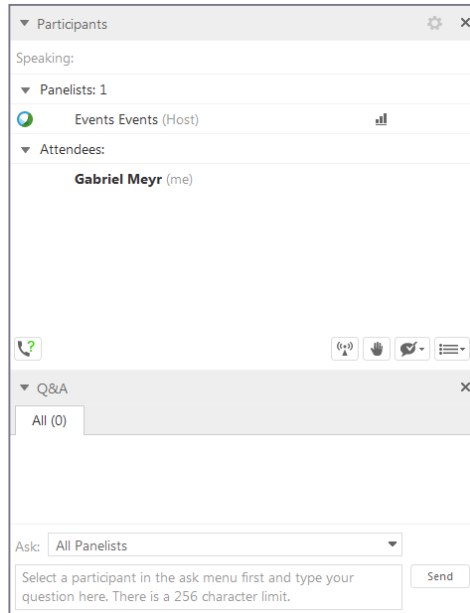 Participants
Speaking:
Panelists: 1
Events Events (Host)
Attendees:
Gabriel Meyr (me)
?
Q&A
All (0)
Ask: All Panelists
Select a participant in the ask menu first and type your
question here. There is a 256 character limit.
Send